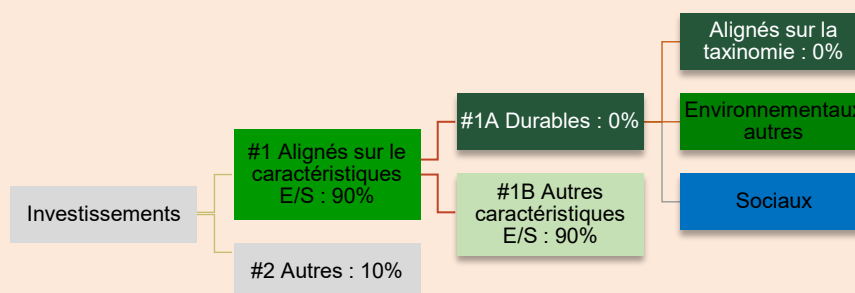 Investissements
#1 Alignés sur le
caractéristiques
E/S : 90%
#2 Autres : 10%
#1A Durables : 0%
#1B Autres
caractéristiques
E/S : 90%
Alignés sur la
taxinomie : 0%
Environnementaux
autres
Sociaux